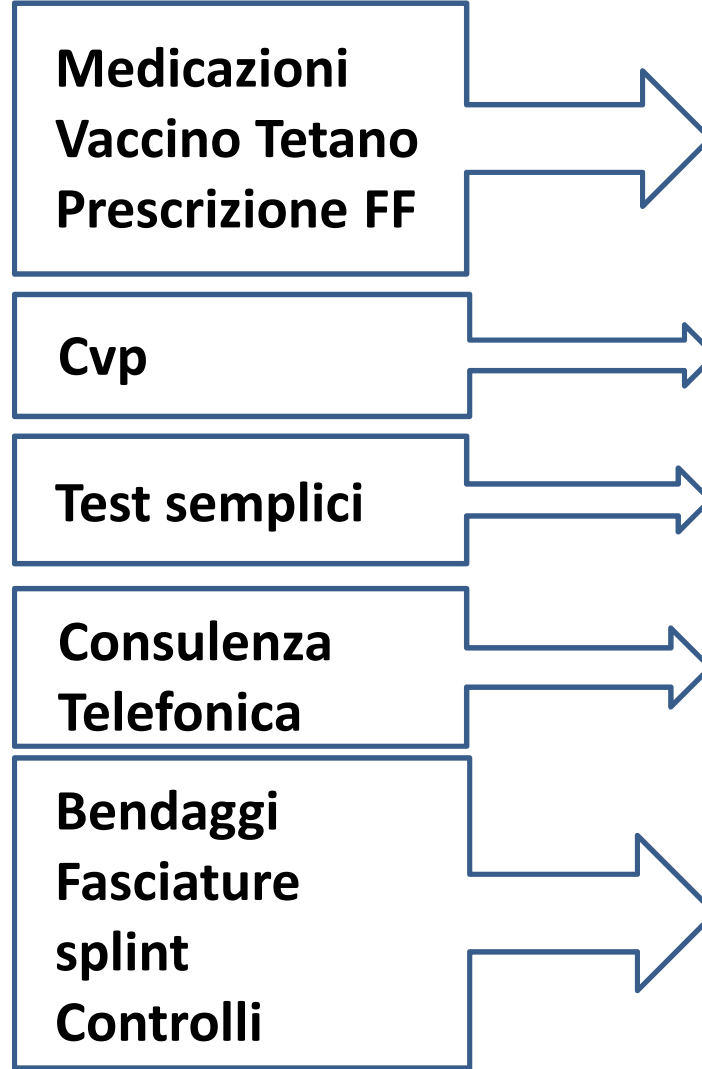 Medicazioni
Vaccino Tetano
Prescrizione FF
Cvp
Test semplici
Consulenza
Telefonica
Bendaggi
Fasciature
splint
Controlli